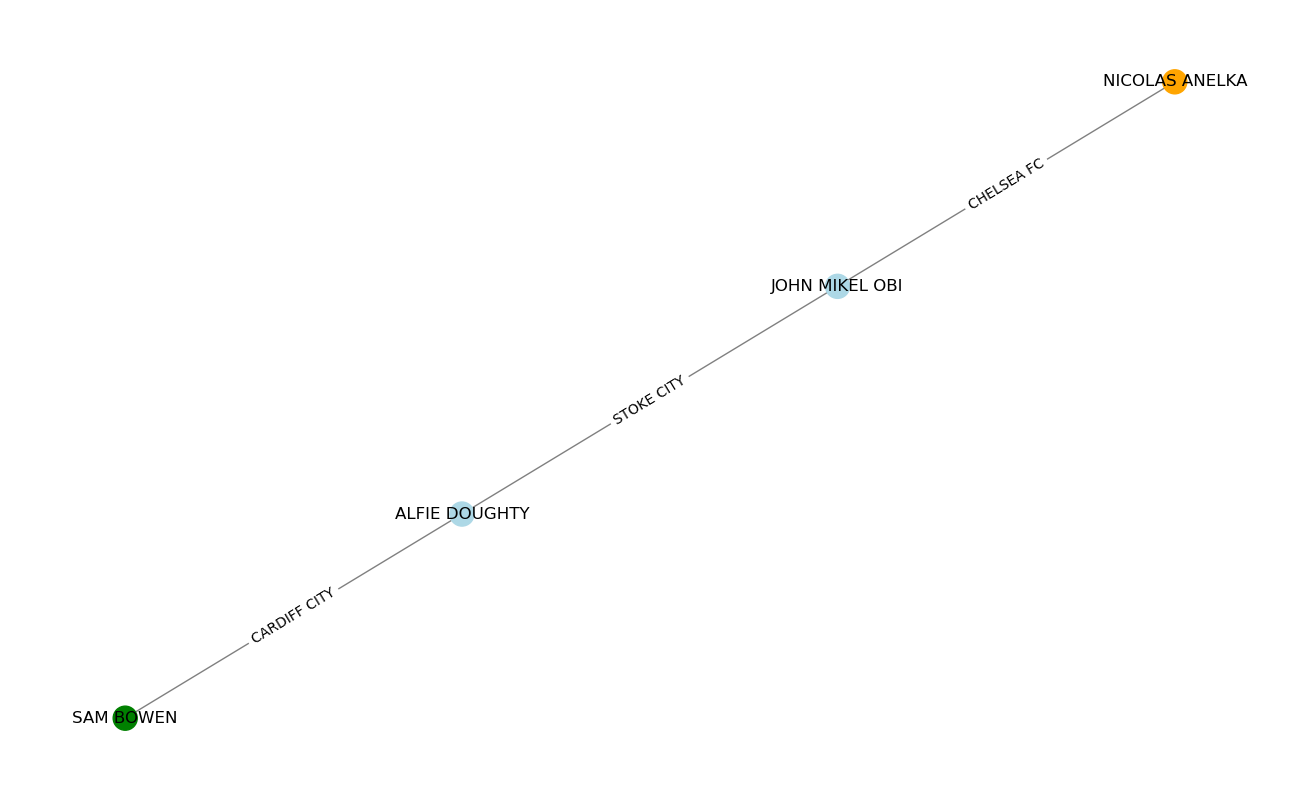 NICOLAS ANELKA
CHELSEA FC
JOHN MIKEL OBI
STOKE CITY
ALFIE DOUGHTY
CARDIFF CITY
SAM BOWEN